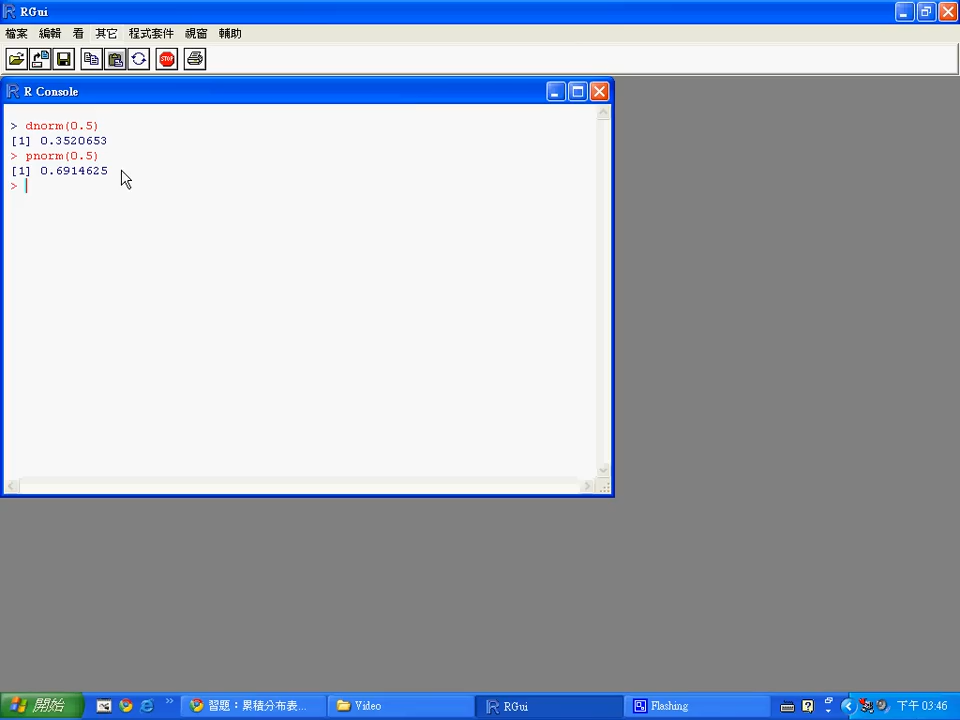 RGui
檔案 編輯 看 其它 程式套件 視窗 輔助
STOP
R Console
> dnorm(0.5)
[1] 0.3520653
> pnorm(0.5)
[1] 0.6914625
>
開始 習題：累積分布表... Video RGui Flashing 下午 03:46